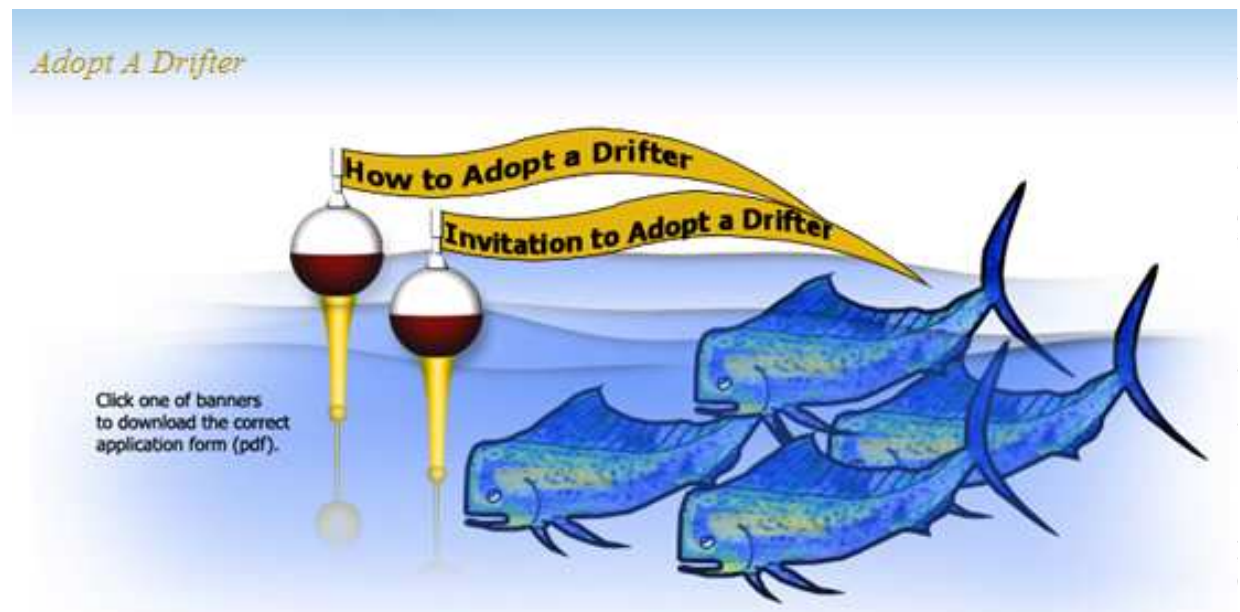 Adopt A Drifter
How to Adopt a Drifter
Invitation to Adopt a Drifter
Click one of banners
to download the correct
application form (pdf).